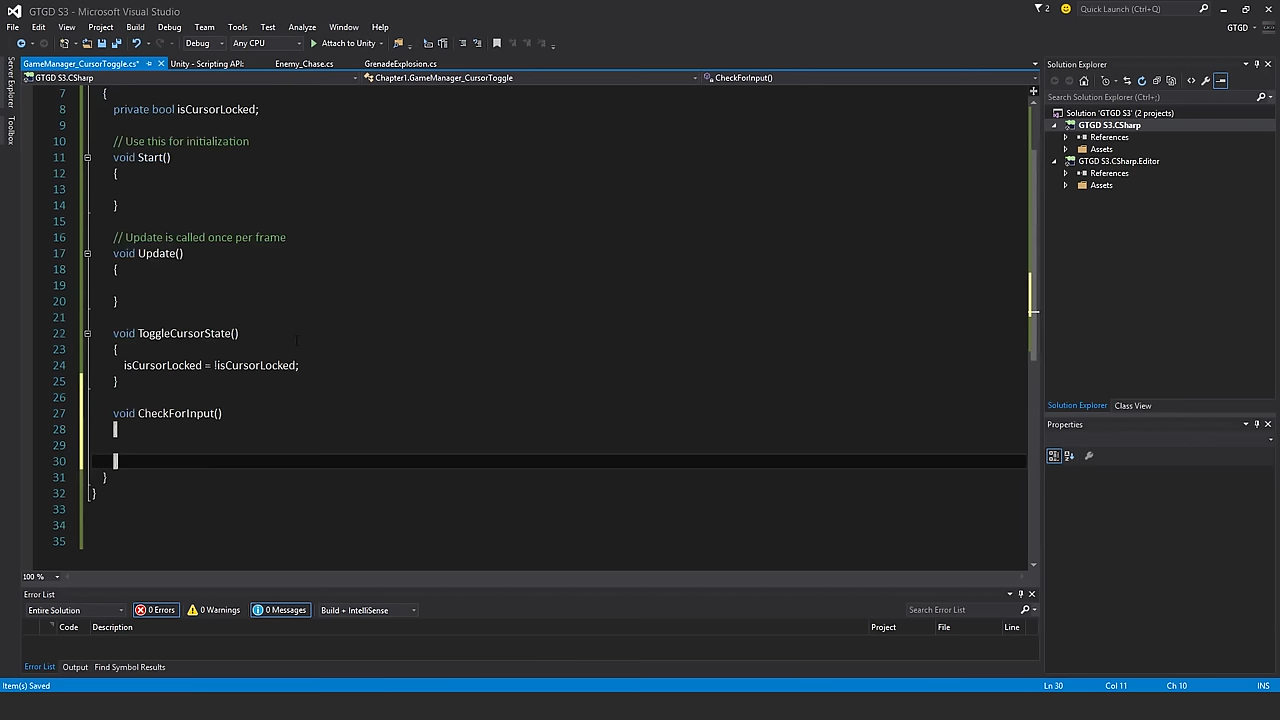 GTGD S3 - Microsoft Visual Studio
2
Quick Launch (Ctrl+Q)
File Edit View Project Build Debug Team Tools Test Analyze Window Help
GTGD
Debug Any CPU Attach to Unity
GameManager_CursorToggle.cs* Unity - Scripting API: Enemy_Chase.cs GrenadeExplosion.cs
GTGD S3.CSharp Chapter1.GameManager_CursorToggle CheckForInput()
Server Explorer
Toolbox
7 {
8 private bool isCursorLocked;
9
10 // Use this for initialization
11 void Start()
12 {
13
14 }
15
16 // Update is called once per frame
17 void Update()
18 {
19
20 }
21
22 void ToggleCursorState()
23 {
24 isCursorLocked = !isCursorLocked;
25 }
26
27 void CheckForInput()
28
29
30
31 }
32 }
33
34
35
100 %
Solution Explorer
Search Solution Explorer (Ctrl+;)
Solution 'GTGD S3' (2 projects)
GTGD S3.CSharp
References
Assets
GTGD S3.CSharp.Editor
References
Assets
Solution Explorer Class View
Properties
Error List
Entire Solution 0 Errors 0 Warnings 0 Messages Build + IntelliSense Search Error List
Code Description Project File Line
Error List Output Find Symbol Results
Item(s) Saved Ln 30 Col 11 Ch 10 INS